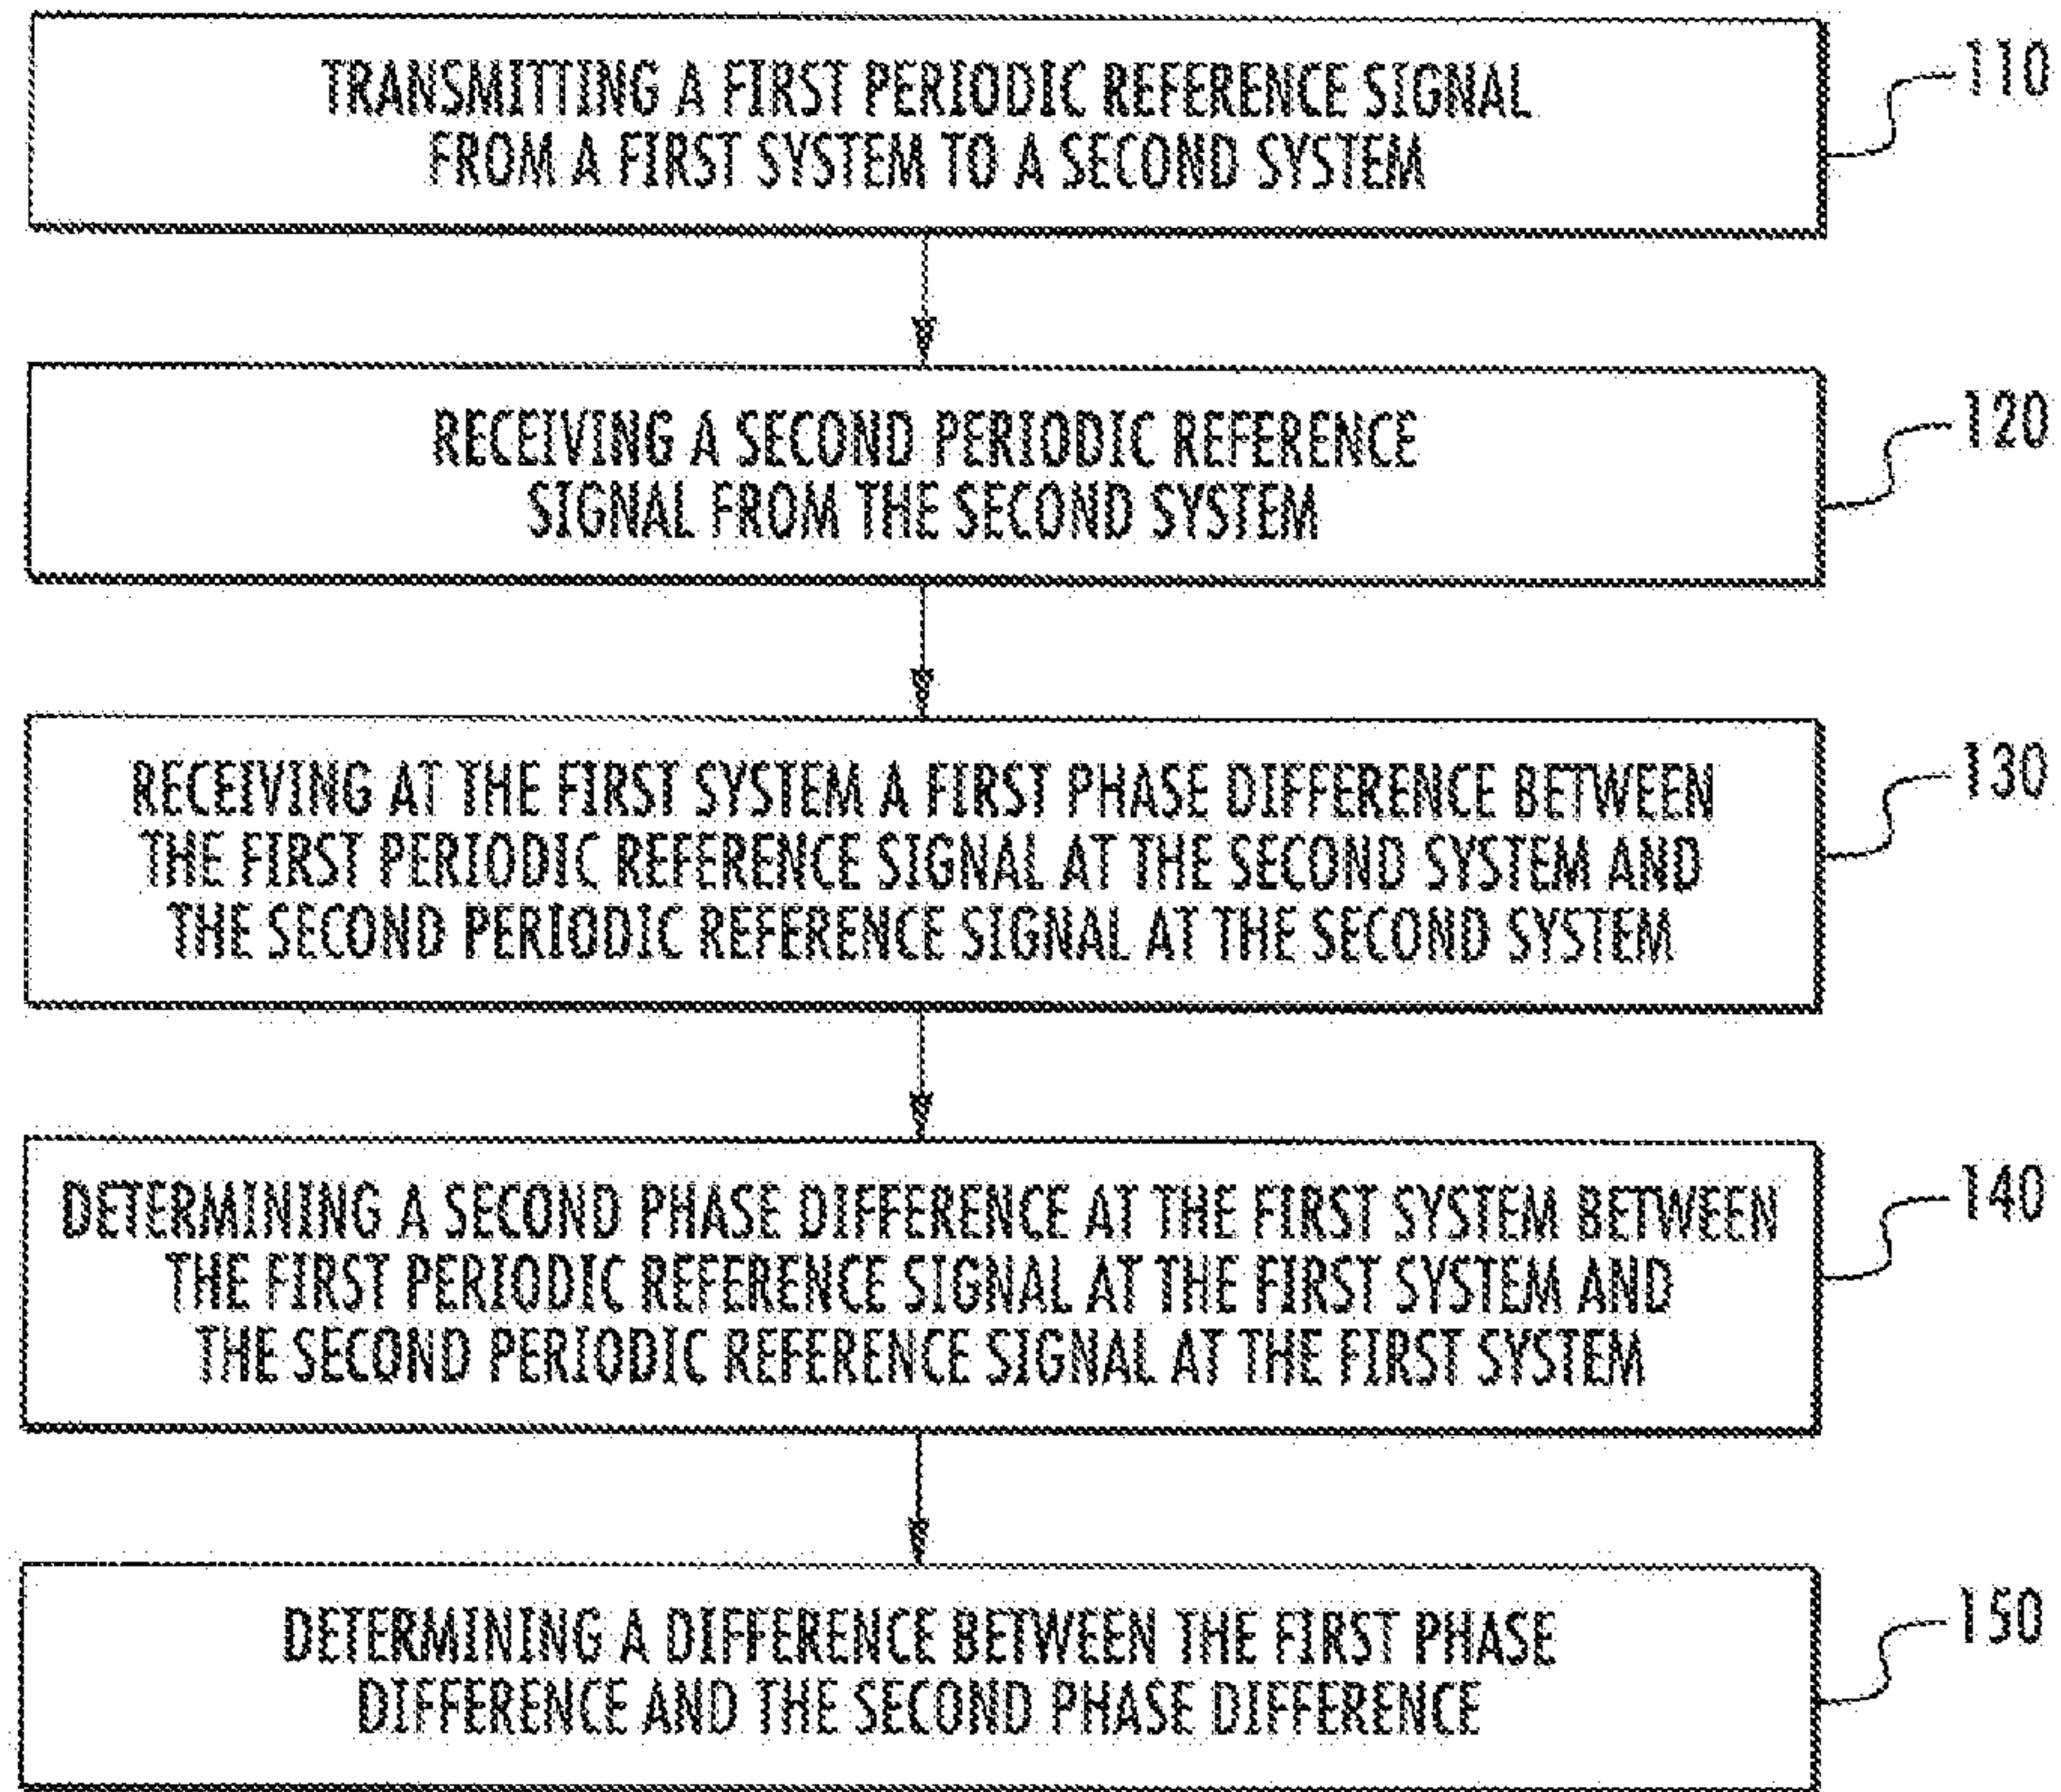 TRANSMITTING A FIRST PERIODIC REFERENCE SIGNAL
FROM A FIRST SYSTEM TO A SECOND SYSTEM
110
RECEIVING A SECOND PERIODIC REFERENCE
SIGNAL FROM THE SECOND SYSTEM
120
RECEIVING AT THE FIRST SYSTEM A FIRST PHASE DIFFERENCE BETWEEN
THE FIRST PERIODIC REFERENCE SIGNAL AT THE SECOND SYSTEM AND
THE SECOND PERIODIC REFERENCE SIGNAL AT THE SECOND SYSTEM
130
DETERMINING A SECOND PHASE DIFFERENCE AT THE FIRST SYSTEM BETWEEN
THE FIRST PERIODIC REFERENCE SIGNAL AT THE FIRST SYSTEM AND
THE SECOND PERIODIC REFERENCE SIGNAL AT THE FIRST SYSTEM
140
DETERMINING A DIFFERENCE BETWEEN THE FIRST PHASE
DIFFERENCE AND THE SECOND PHASE DIFFERENCE
150